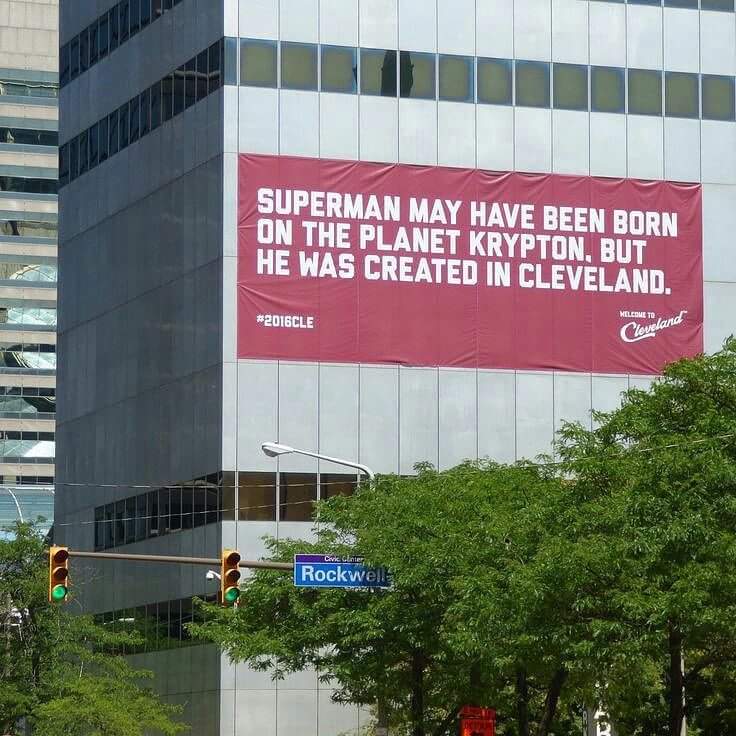 SUPERMAN MAY HAVE BEEN BORN
ON THE PLANET KRYPTON, BUT
HE WAS CREATED IN CLEVELAND.
#2016CLE
WELCOME TO
Cleveland
Civic Center
Rockwell